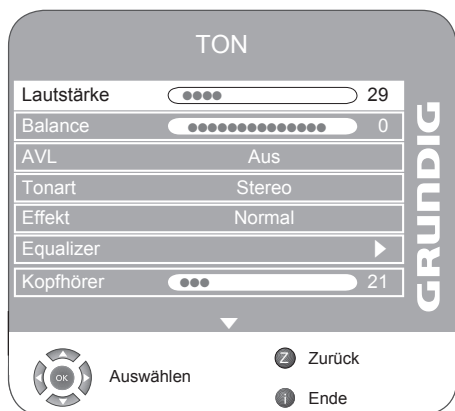 TON
Lautstärke 29
Balance 0
AVL Aus
Tonart Stereo
Effekt Normal
Equalizer
Kopfhörer 21
GRUNDIG
OK Auswählen
Z Zurück
i Ende